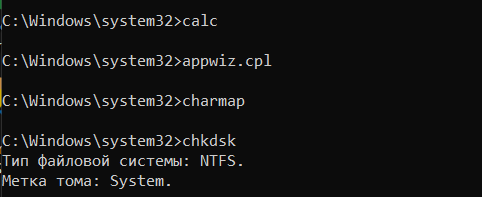 C:\Windows\system32>calc
C:\Windows\system32>appwiz.cpl
C:\Windows\system32>charmap
C:\Windows\system32>chkdsk
Тип файловой системы: NTFS.
Метка тома: System.